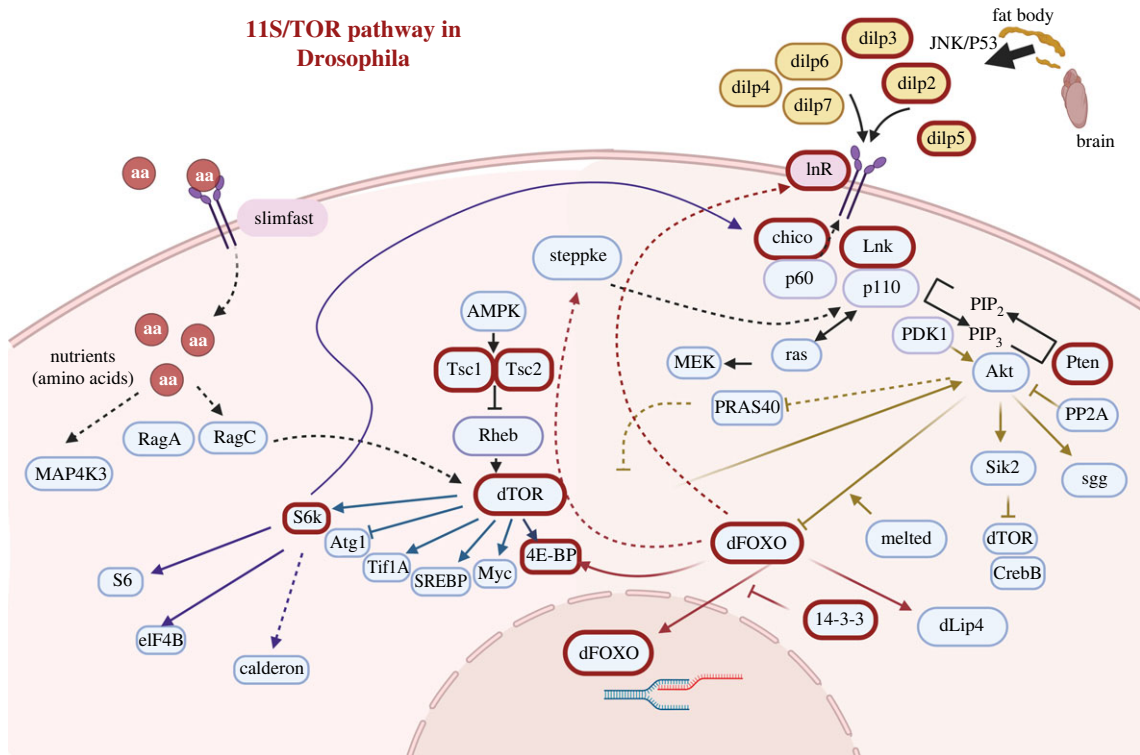 11S/TOR pathway in
Drosophila
fat body
JNK/P53
brain
dilp3
dilp6
dilp2
dilp4
dilp7
dilp5
lnR
aa
aa
slimfast
chico
Lnk
steppke
p60
p110
AMPK
PIP2
PIP3
PDK1
aa
aa
nutrients
(amino acids)
aa
Tsc1
Tsc2
MEK
ras
Akt
Pten
PRAS40
PP2A
RagA
RagC
Rheb
MAP4K3
Sik2
sgg
dTOR
S6k
Atg1
4E-BP
dFOXO
melted
dTOR
CrebB
Tif1A
SREBP
Myc
S6
elF4B
calderon
14-3-3
dLip4
dFOXO